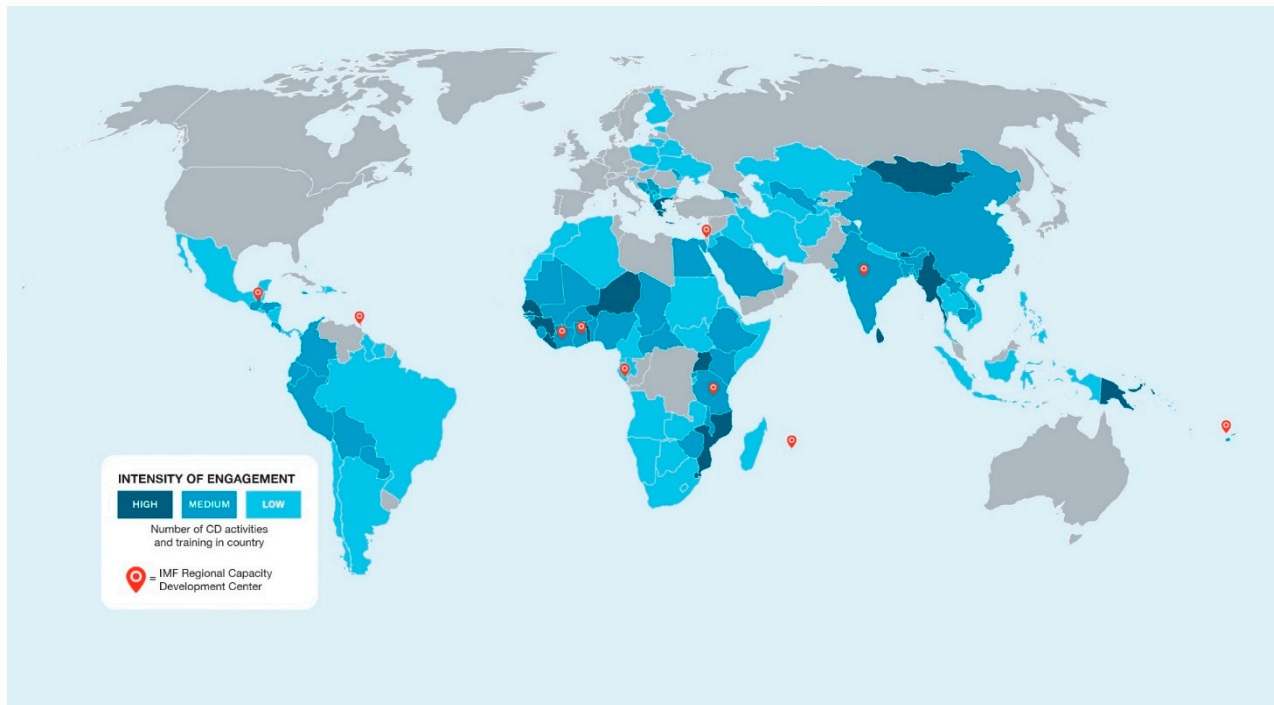 INTENSITY OF ENGAGEMENT
HIGH MEDIUM LOW
Number of CD activities
and training in country
= IMF Regional Capacity
Development Center